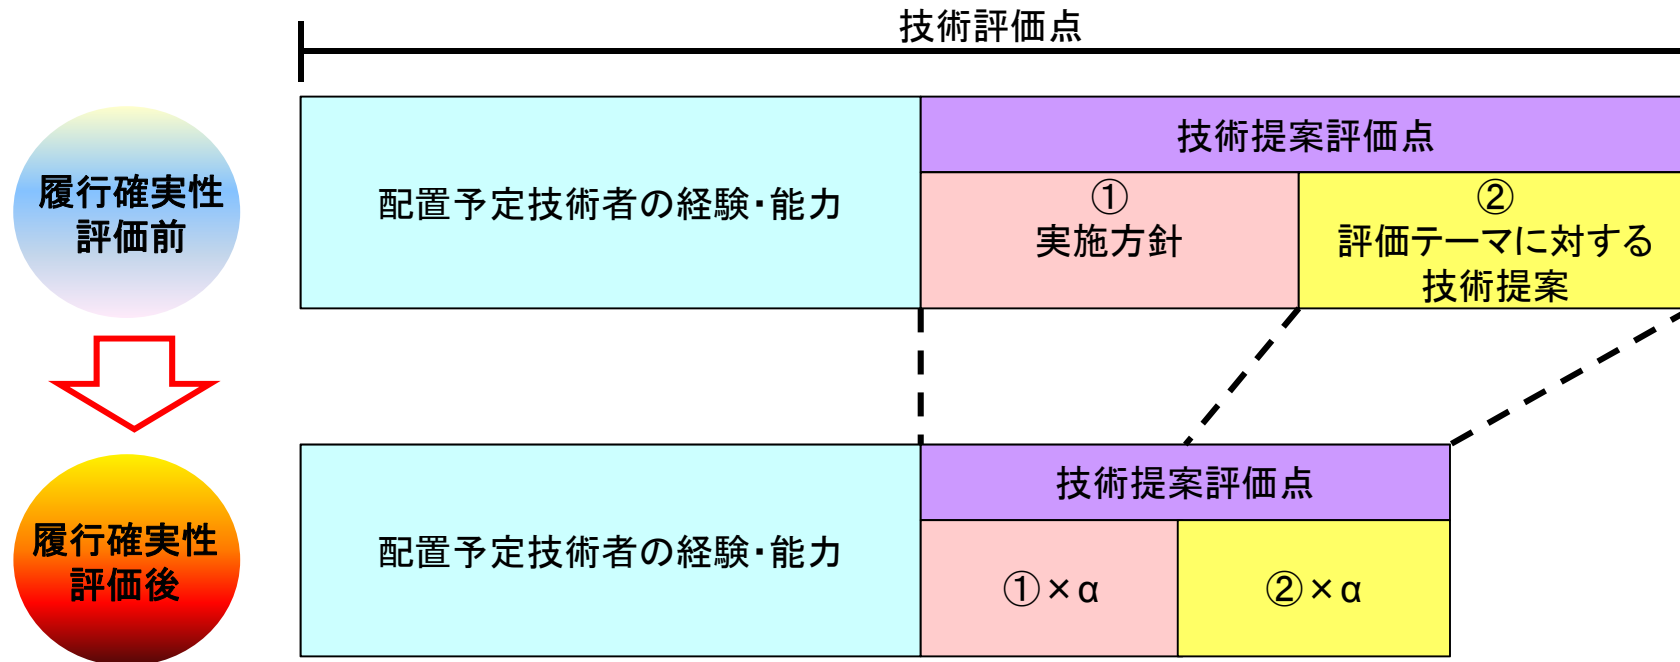 技術評価点
履行確実性
評価前
配置予定技術者の経験・能力
技術提案評価点
①
実施方針
②
評価テーマに対する
技術提案
履行確実性
評価後
配置予定技術者の経験・能力
技術提案評価点
①×α
②×α